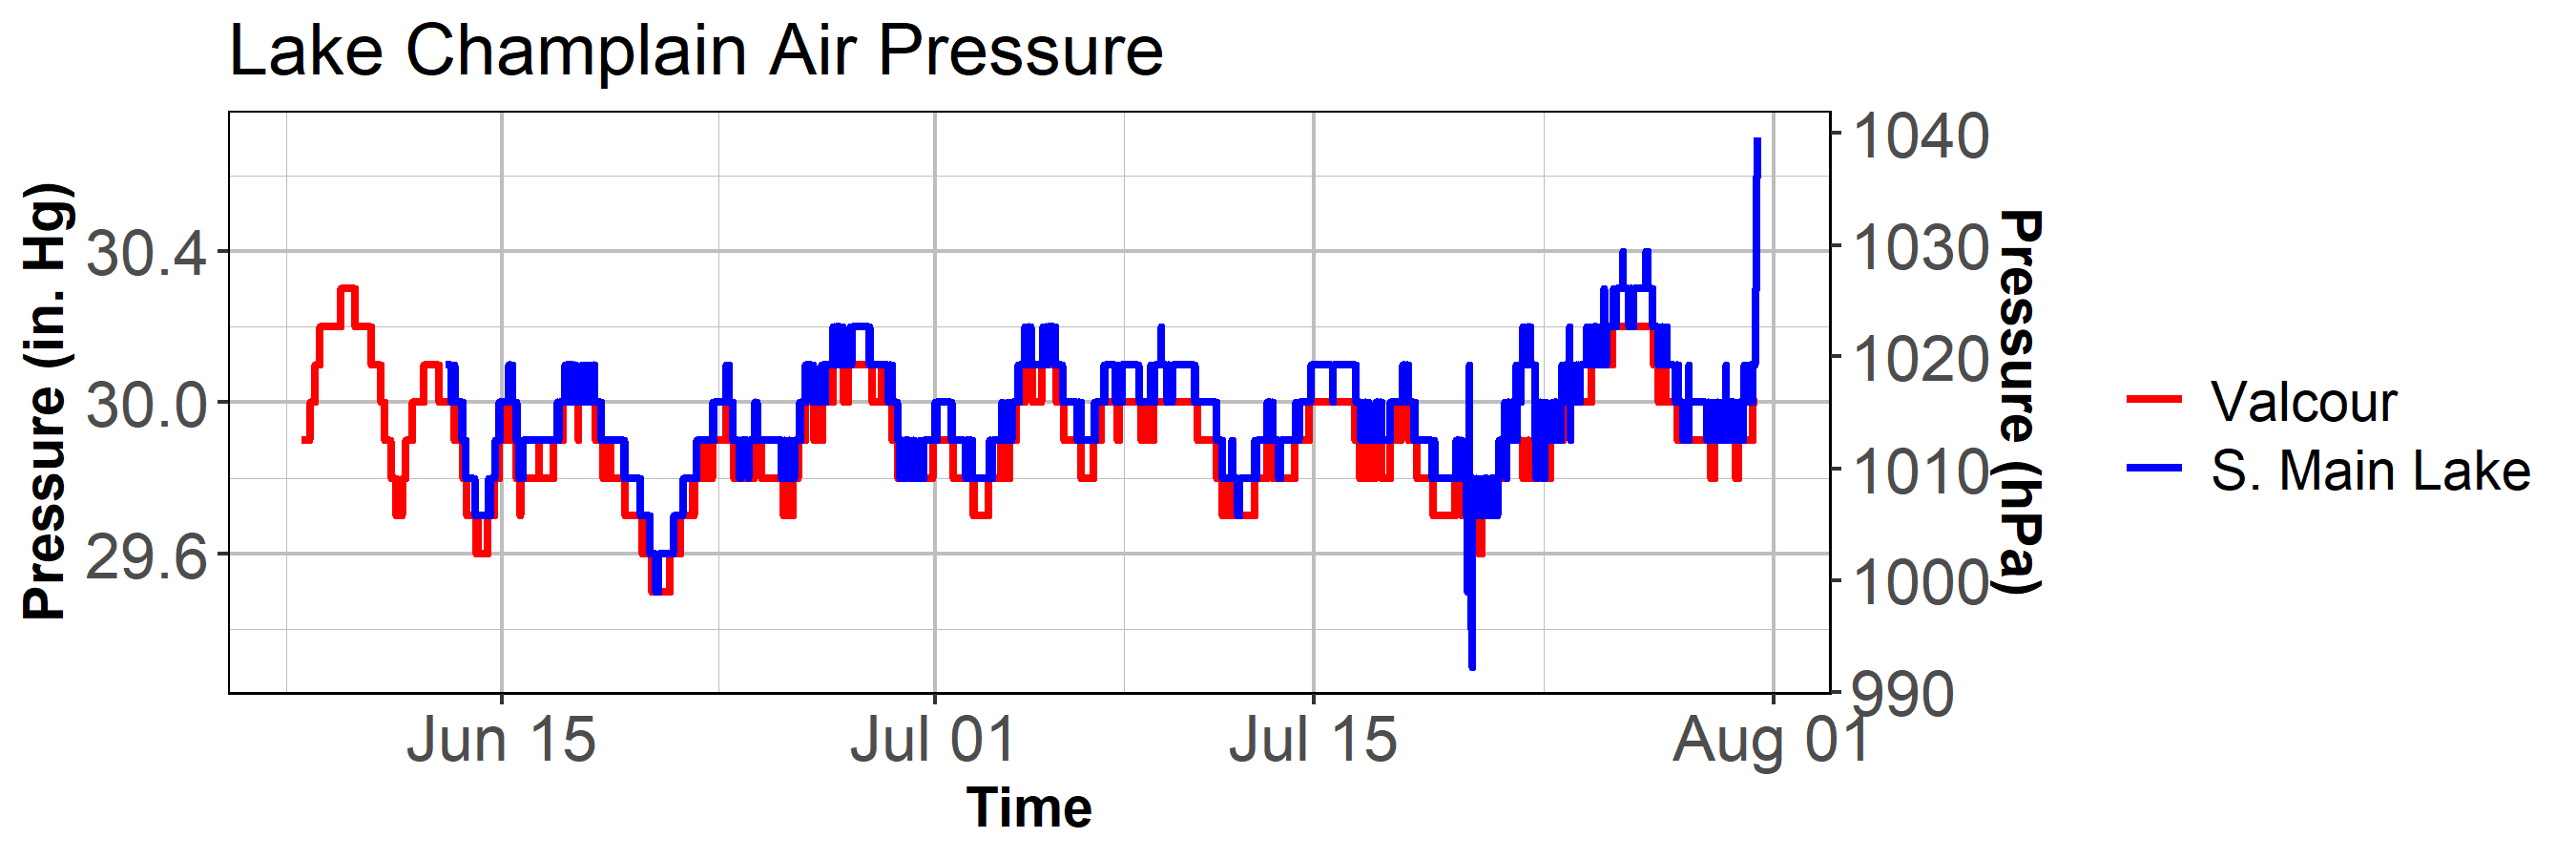 Lake Champlain Air Pressure
Pressure (in. Hg)
30.4
30.0
29.6
1040
1030
1020
1010
1000
990
Pressure (hPa)
Valcour
S. Main Lake
Jun 15
Jul 01
Jul 15
Aug 01
Time